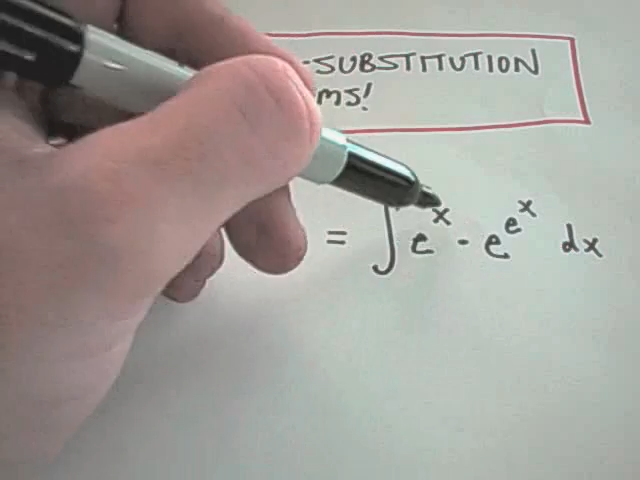 -SUBSTITUTION
MS!
= ∫ e^x · e^{e^x} dx